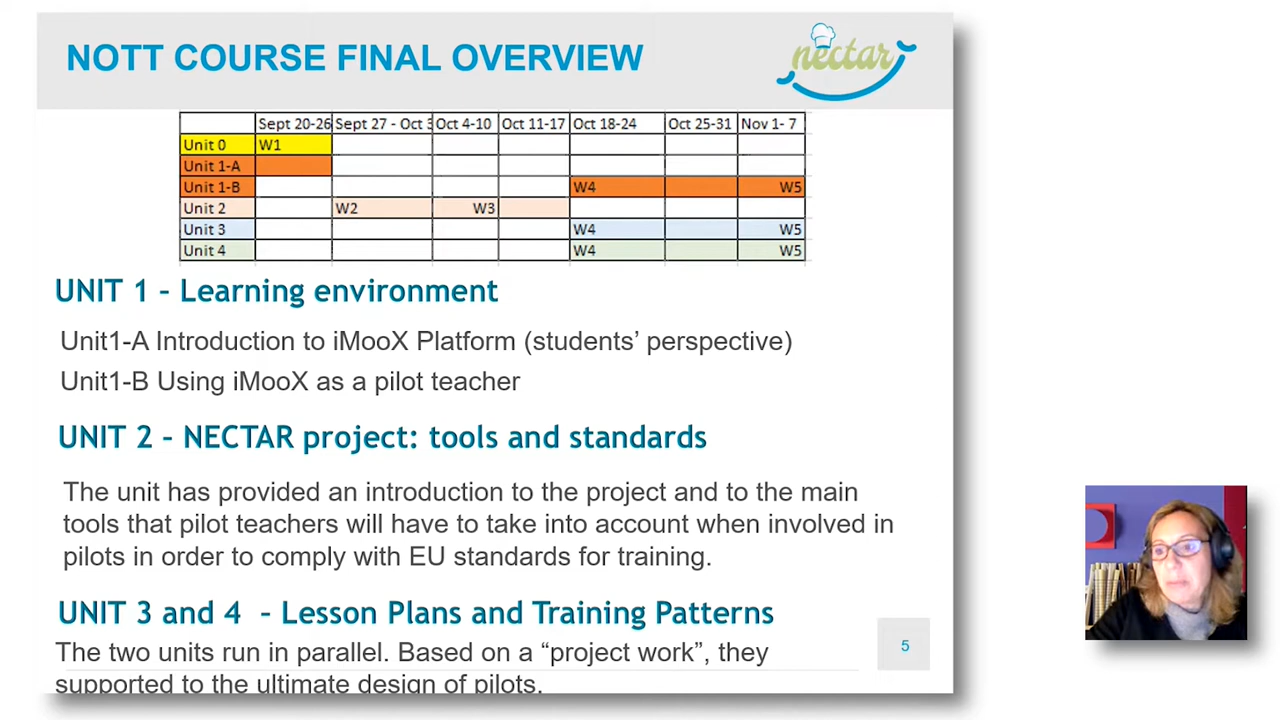 NOTT COURSE FINAL OVERVIEW
nectar
Sept 20-26 Sept 27 - Oct 3 Oct 4-10 Oct 11-17 Oct 18-24 Oct 25-31 Nov 1- 7
Unit 0 W1
Unit 1-A
Unit 1-B W4 W5
Unit 2 W2 W3
Unit 3 W4 W5
Unit 4 W4 W5
UNIT 1 – Learning environment
Unit1-A Introduction to iMooX Platform (students’ perspective)
Unit1-B Using iMooX as a pilot teacher
UNIT 2 – NECTAR project: tools and standards
The unit has provided an introduction to the project and to the main
tools that pilot teachers will have to take into account when involved in
pilots in order to comply with EU standards for training.
UNIT 3 and 4 – Lesson Plans and Training Patterns
The two units run in parallel. Based on a “project work”, they
supported to the ultimate design of pilots.
5